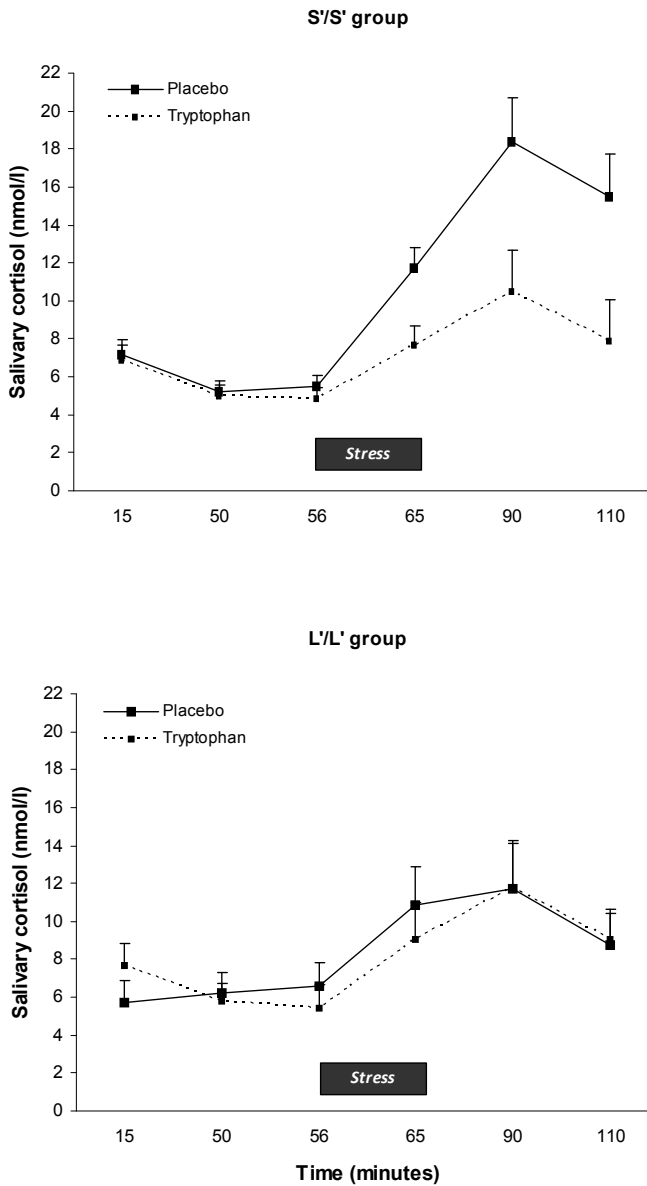 S'/S' group
22
20
18
16
14
12
10
8
6
4
2
0
Salivary cortisol (nmol/l)
Placebo
Tryptophan
Stress
15 50 56 65 90 110
L'/L' group
22
20
18
16
14
12
10
8
6
4
2
0
Salivary cortisol (nmol/l)
Placebo
Tryptophan
Stress
15 50 56 65 90 110
Time (minutes)